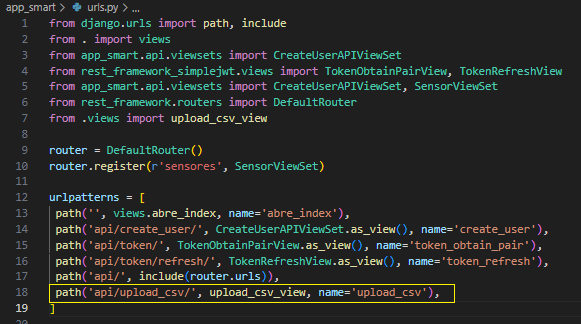 app_smart > urls.py > ...
1 from django.urls import path, include
2 from . import views
3 from app_smart.api.viewsets import CreateUserAPIViewSet
4 from rest_framework_simplejwt.views import TokenObtainPairView, TokenRefreshView
5 from app_smart.api.viewsets import CreateUserAPIViewSet, SensorViewSet
6 from rest_framework.routers import DefaultRouter
7 from .views import upload_csv_view
8
9 router = DefaultRouter()
10 router.register(r'sensores', SensorViewSet)
11
12 urlpatterns = [
13 path('', views.abre_index, name='abre_index'),
14 path('api/create_user/', CreateUserAPIViewSet.as_view(), name='create_user'),
15 path('api/token/', TokenObtainPairView.as_view(), name='token_obtain_pair'),
16 path('api/token/refresh/', TokenRefreshView.as_view(), name='token_refresh'),
17 path('api/', include(router.urls)),
18 path('api/upload_csv/', upload_csv_view, name='upload_csv'),
19 ]
20